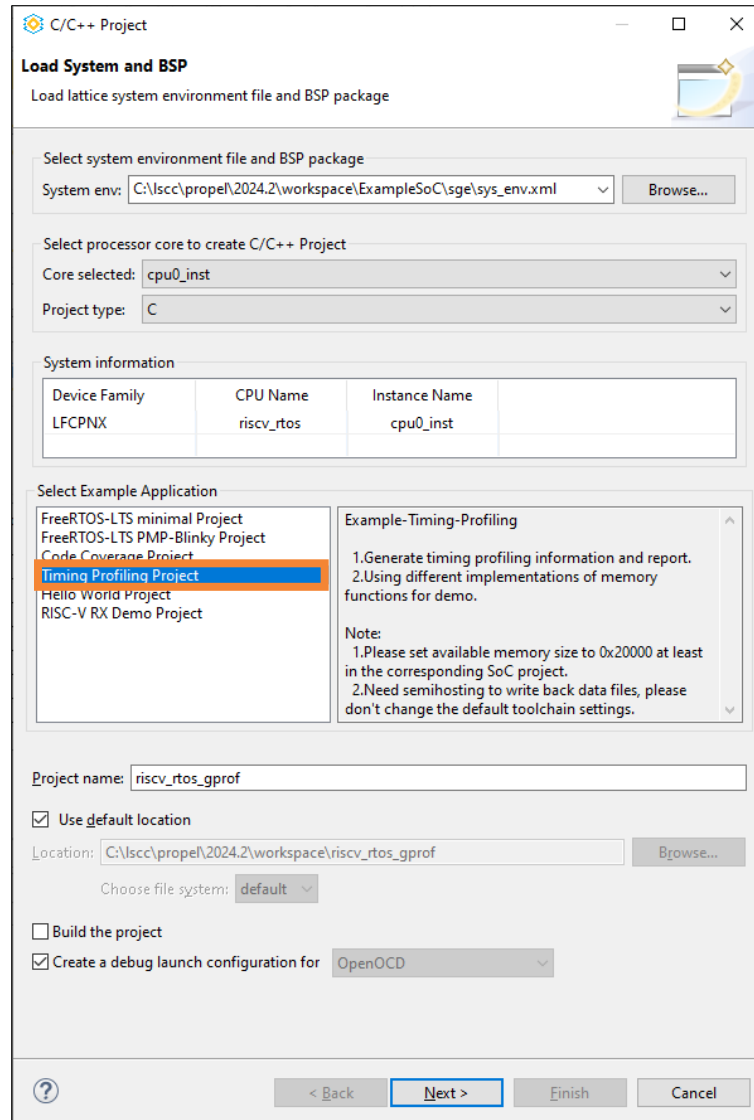 C/C++ Project
Load System and BSP
Load lattice system environment file and BSP package
Select system environment file and BSP package
System env: C:\lscc\propel\2024.2\workspace\ExampleSoC\sge\sys_env.xml Browse...
Select processor core to create C/C++ Project
Core selected: cpu0_inst
Project type: C
System information
Device Family CPU Name Instance Name
LFCPNX riscv_rtos cpu0_inst
Select Example Application
FreeRTOS-LTS minimal Project
FreeRTOS-LTS PMP-Blinky Project
Code Coverage Project
Timing Profiling Project
Hello World Project
RISC-V RX Demo Project
Example-Timing-Profiling
1.Generate timing profiling information and report.
2.Using different implementations of memory
functions for demo.
Note:
1.Please set available memory size to 0x20000 at least
in the corresponding SoC project.
2.Need semihosting to write back data files, please
don't change the default toolchain settings.
Project name: riscv_rtos_gprof
Use default location
Location: C:\lscc\propel\2024.2\workspace\riscv_rtos_gprof Browse...
Choose file system: default
Build the project
Create a debug launch configuration for OpenOCD
? < Back Next > Finish Cancel